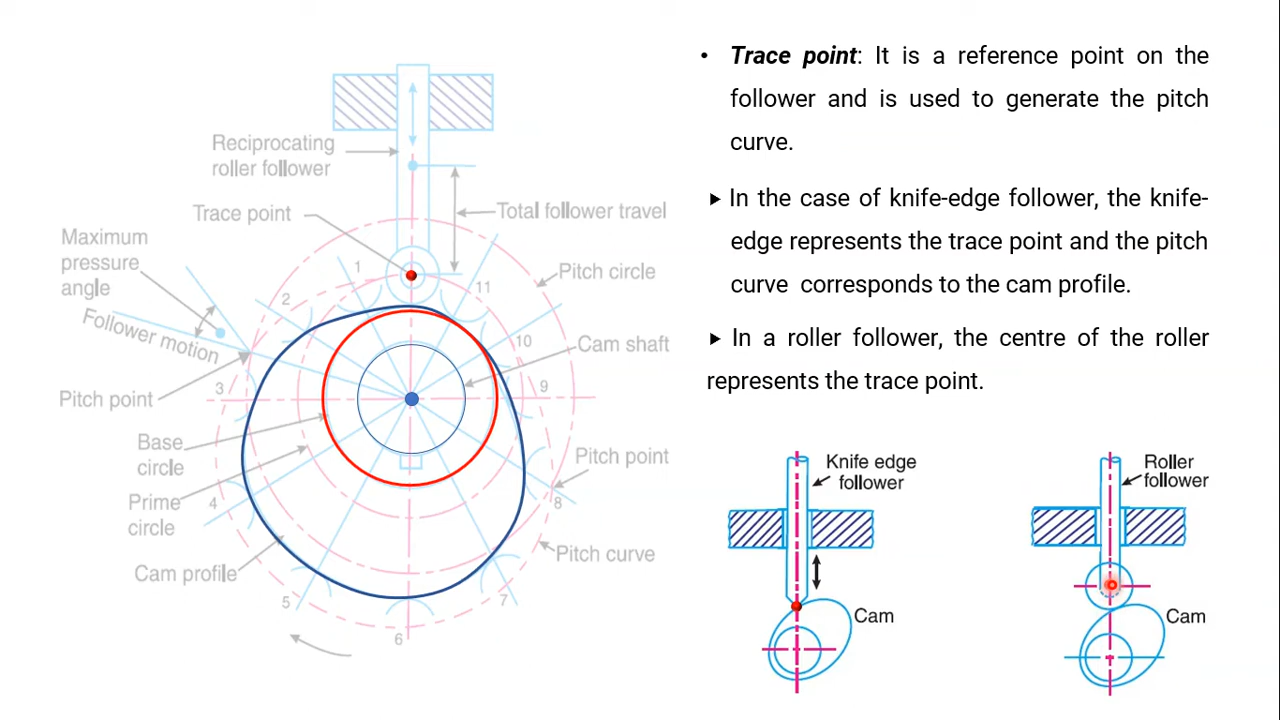 • Trace point: It is a reference point on the
follower and is used to generate the pitch
curve.
► In the case of knife-edge follower, the knife-
edge represents the trace point and the pitch
curve corresponds to the cam profile.
► In a roller follower, the centre of the roller
represents the trace point.
Reciprocating
roller follower
Trace point
Total follower travel
Maximum
pressure
angle
Pitch circle
Follower motion
1
2
11
10
Cam shaft
3
9
Pitch point
Base
circle
Pitch point
Prime
circle
4
8
Cam profile
Pitch curve
5
7
6
Knife edge
follower
Cam
Roller
follower
Cam